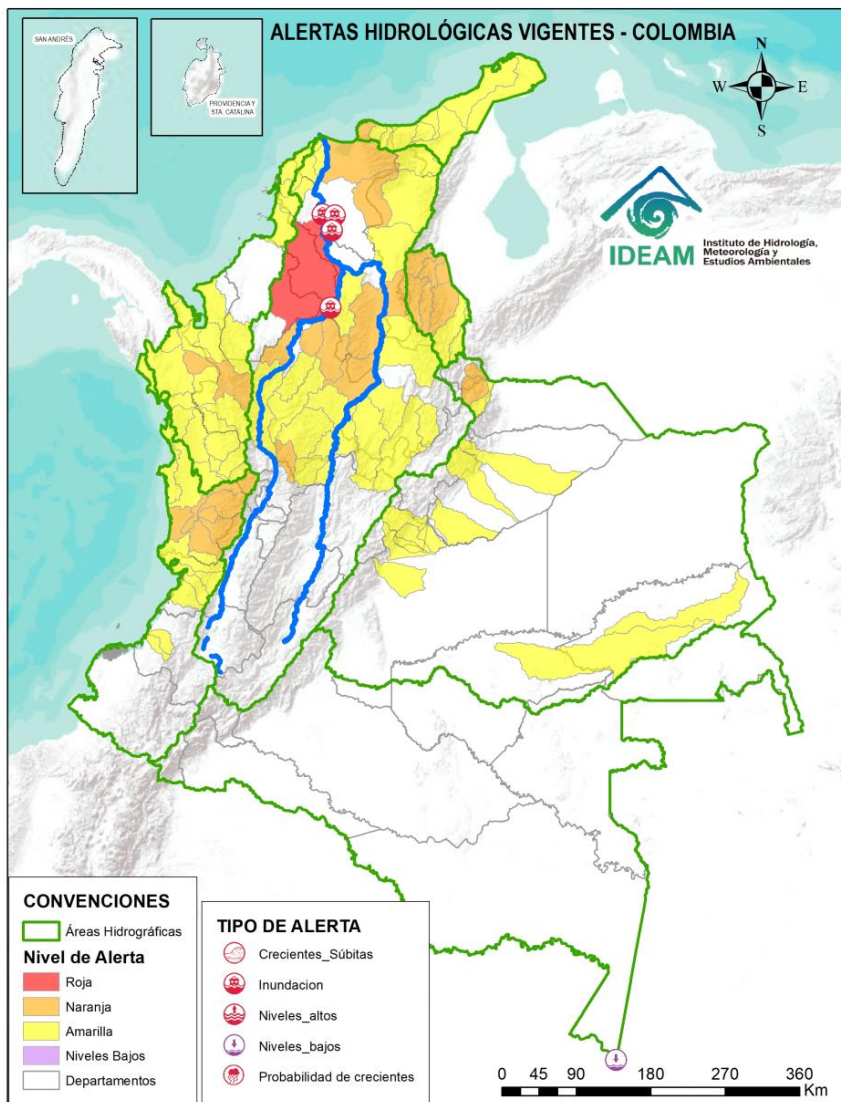 ALERTAS HIDROLÓGICAS VIGENTES - COLOMBIA
SAN ANDRÉS
PROVIDENCIA Y
STA. CATALINA
N
W
E
S
IDEAM
Instituto de Hidrología,
Meteorología y
Estudios Ambientales
CONVENCIONES
Áreas Hidrográficas
Nivel de Alerta
Roja
Naranja
Amarilla
Niveles Bajos
Departamentos
TIPO DE ALERTA
Crecientes_Súbitas
Inundacion
Niveles_altos
Niveles_bajos
Probabilidad de crecientes
0 45 90 180 270 360
Km